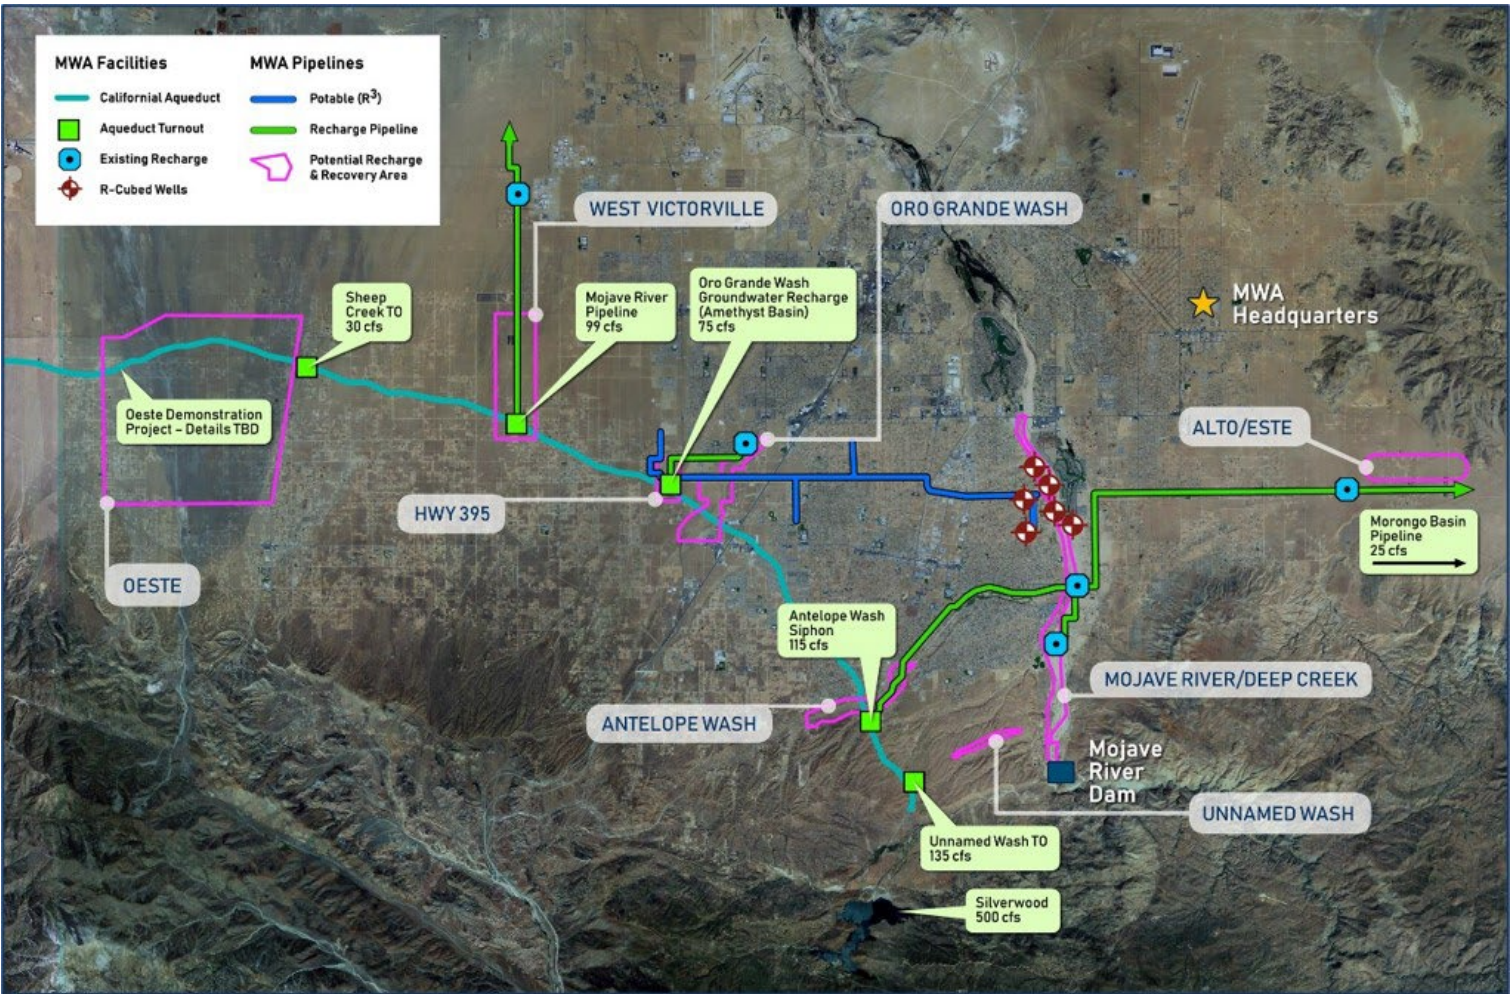 MWA Facilities
Californial Aqueduct
Aqueduct Turnout
Existing Recharge
R-Cubed Wells
MWA Pipelines
Potable (R³)
Recharge Pipeline
Potential Recharge
& Recovery Area
WEST VICTORVILLE
ORO GRANDE WASH
Sheep
Creek TO
30 cfs
Mojave River
Pipeline
99 cfs
Oro Grande Wash
Groundwater Recharge
(Amethyst Basin)
75 cfs
MWA
Headquarters
Oeste Demonstration
Project – Details TBD
ALTO/ESTE
HWY 395
Morongo Basin
Pipeline
25 cfs
OESTE
Antelope Wash
Siphon
115 cfs
MOJAVE RIVER/DEEP CREEK
ANTELOPE WASH
Mojave
River
Dam
UNNAMED WASH
Unnamed Wash TO
135 cfs
Silverwood
500 cfs